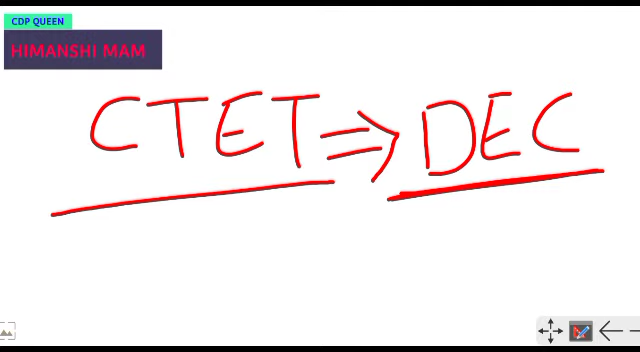 CDP QUEEN
HIMANSHI MAM
CTET ⇒ DEC